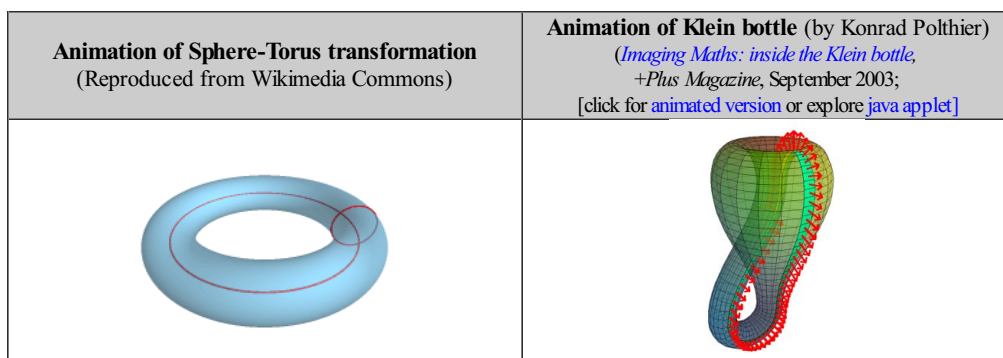 Animation of Sphere-Torus transformation
(Reproduced from Wikimedia Commons)
Animation of Klein bottle (by Konrad Polthier)
(Imaging Maths: inside the Klein bottle,
+Plus Magazine, September 2003;
[click for animated version or explore java applet]